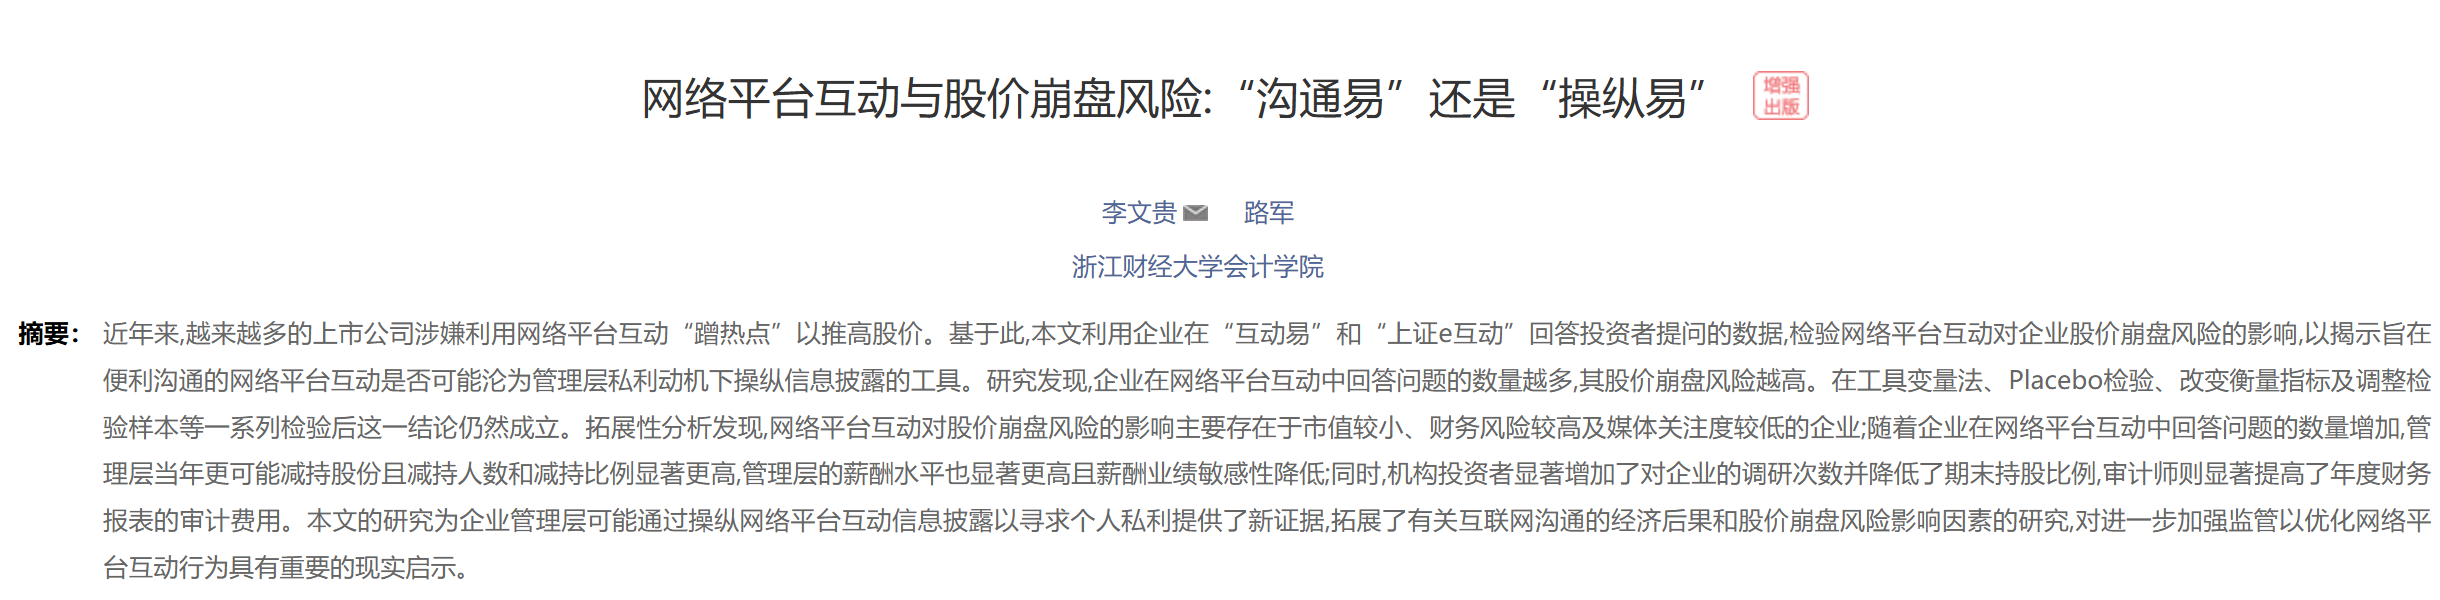 网络平台互动与股价崩盘风险:“沟通易”还是“操纵易” 增强
出版
李文贵 路军
浙江财经大学会计学院
摘要： 近年来,越来越多的上市公司涉嫌利用网络平台互动“蹭热点”以推高股价。基于此,本文利用企业在“互动易”和“上证e互动”回答投资者提问的数据,检验网络平台互动对企业股价崩盘风险的影响,以揭示旨在
便利沟通的网络平台互动是否可能沦为管理层私利动机下操纵信息披露的工具。研究发现,企业在网络平台互动中回答问题的数量越多,其股价崩盘风险越高。在工具变量法、Placebo检验、改变衡量指标及调整检
验样本等一系列检验后这一结论仍然成立。拓展性分析发现,网络平台互动对股价崩盘风险的影响主要存在于市值较小、财务风险较高及媒体关注度较低的企业;随着企业在网络平台互动中回答问题的数量增加,管
理层当年更可能减持股份且减持人数和减持比例显著更高,管理层的薪酬水平也显著更高且薪酬业绩敏感性降低;同时,机构投资者显著增加了对企业的调研次数并降低了期末持股比例,审计师则显著提高了年度财务
报表的审计费用。本文的研究为企业管理层可能通过操纵网络平台互动信息披露以寻求个人私利提供了新证据,拓展了有关互联网沟通的经济后果和股价崩盘风险影响因素的研究,对进一步加强监管以优化网络平
台互动行为具有重要的现实启示。